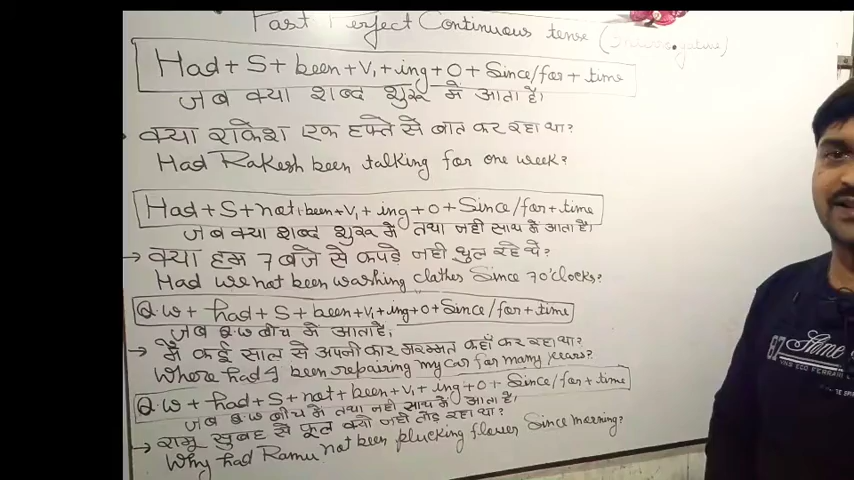 Past Perfect Continuous tense (Interrogative)
Had + S + been + V₁ + ing + O + Since/for + time
जब क्या शब्द शुरू में आता है।
क्या राकेश एक हफ्ते से बात कर रहा था?
Had Rakesh been talking for one week?
Had + S + not + been + V₁ + ing + O + Since/for + time
जब क्या शब्द शुरू में तथा नहीं साथ में आता है।
→ क्या हम 7 बजे से कपड़े नहीं धुल रहे थे?
Had we not been washing clothes Since 7 o'clocks?
Q.w + had + S + been + V₁ + ing + O + Since/for + time
जब Q.w बीच में आता है,
→ मैं कई साल से अपनी कार मरम्मत कहाँ कर रहा था?
Where had I been repairing my car for many years?
Q.w + had + S + not + been + V₁ + ing + O + Since/for + time
जब Q.w बीच में तथा नहीं साथ में आता है,
→ रामू सुबह से फूल क्यों नहीं तोड़ रहा था?
Why had Ramu not been plucking flower Since morning?
67